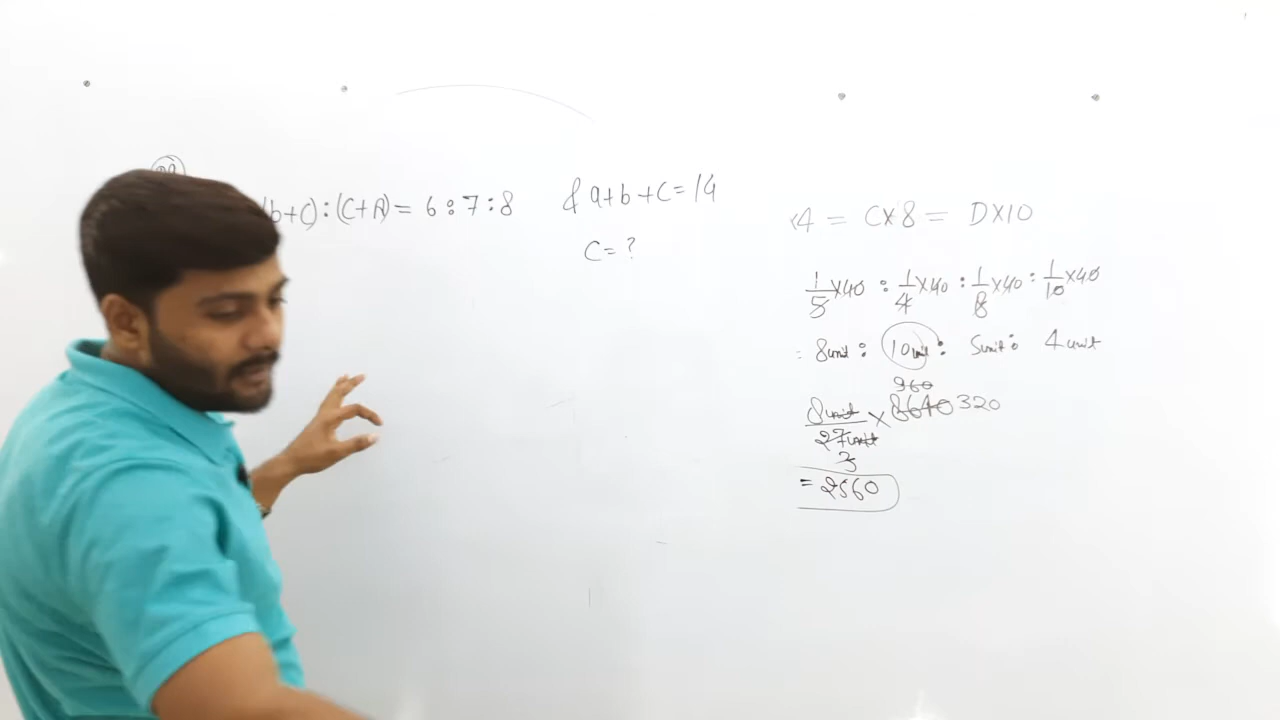 b+C):(C+A)= 6:7:8
& a+b+C=14
C=?
×4 = C×8 = D×10
1/5×40 : 1/4×40 : 1/8×40 : 1/10×40
= 8unit: 10unit: 5unit: 4unit
960
8unit/27unit × 8640 320
3
= 2560